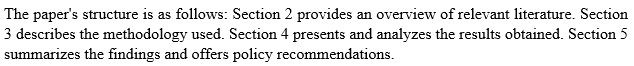 The paper's structure is as follows: Section 2 provides an overview of relevant literature. Section
3 describes the methodology used. Section 4 presents and analyzes the results obtained. Section 5
summarizes the findings and offers policy recommendations.